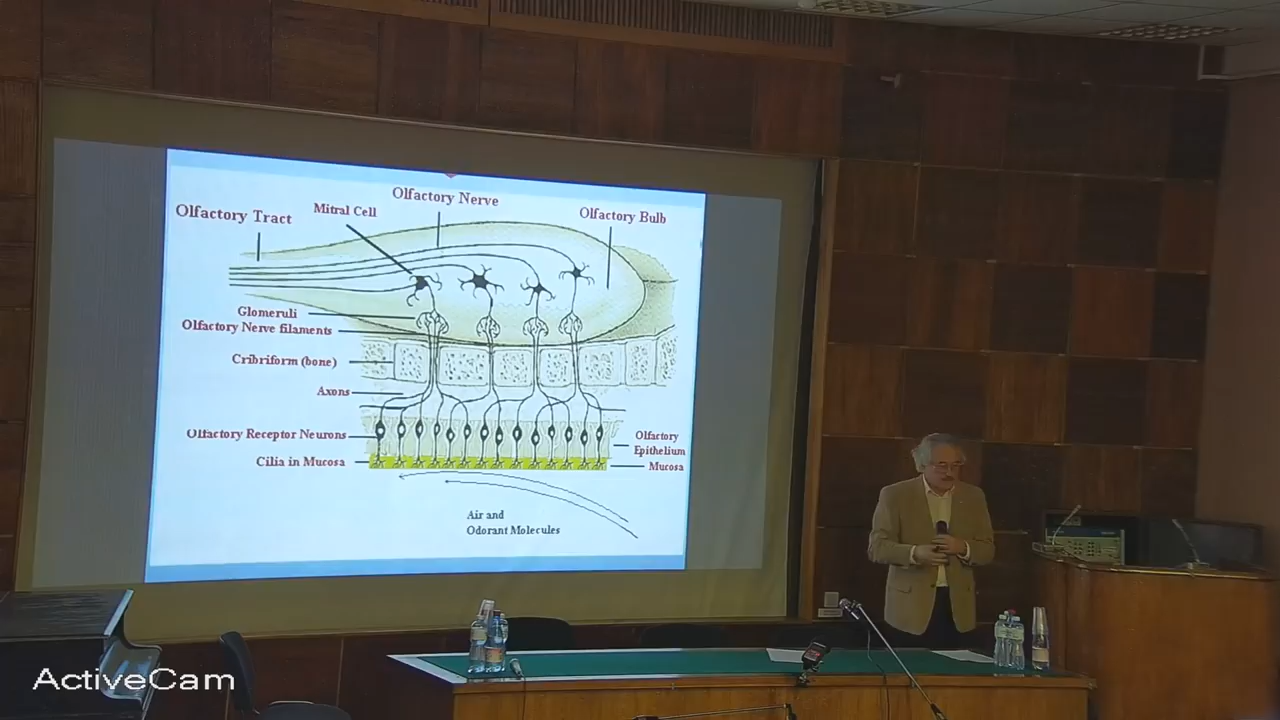 Olfactory Nerve
Mitral Cell
Olfactory Tract
Olfactory Bulb
Glomeruli
Olfactory Nerve filaments
Cribriform (bone)
Axons
Olfactory Receptor Neurons
Olfactory
Epithelium
Cilia in Mucosa
Mucosa
Air and
Odorant Molecules
ActiveCam